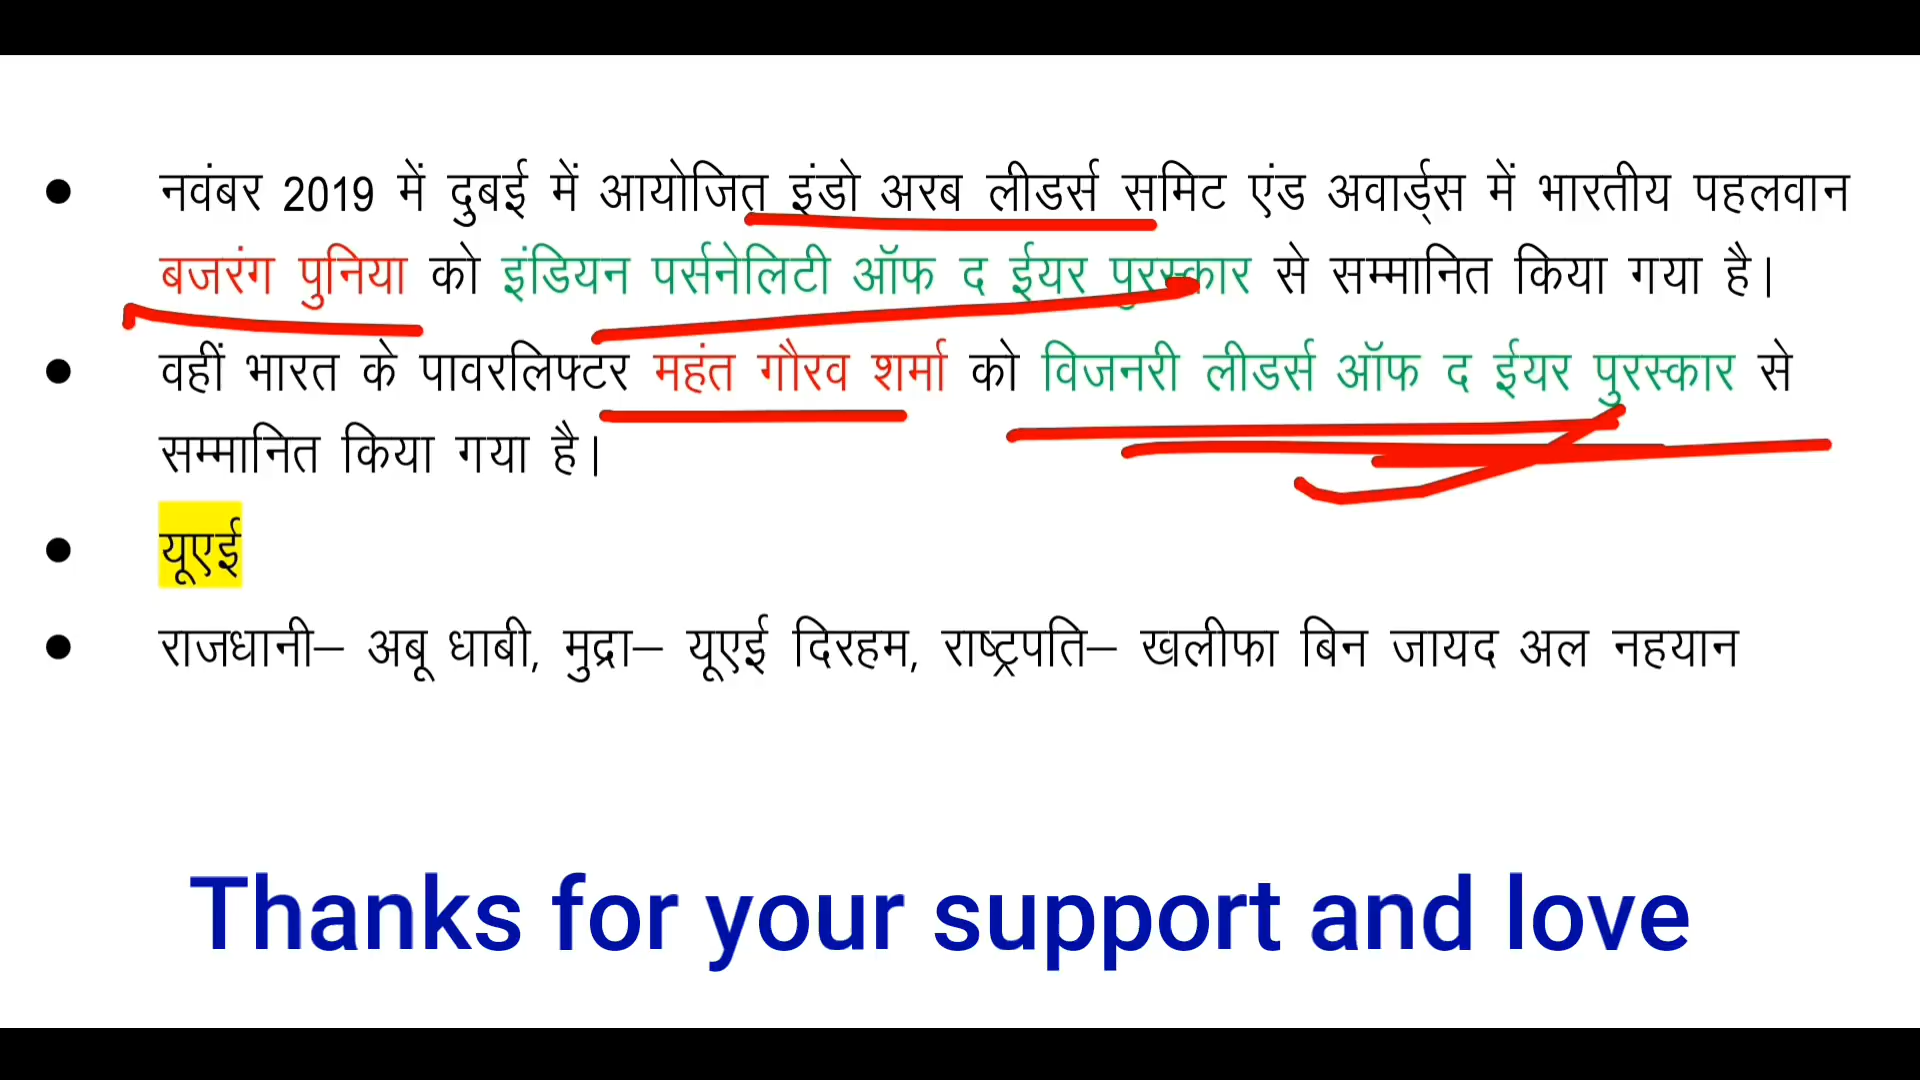 ● नवंबर 2019 में दुबई में आयोजित इंडो अरब लीडर्स समिट एंड अवार्ड्स में भारतीय पहलवान
बजरंग पुनिया को इंडियन पर्सनेलिटी ऑफ द ईयर पुरस्कार से सम्मानित किया गया है।
● वहीं भारत के पावरलिफ्टर महंत गौरव शर्मा को विजनरी लीडर्स ऑफ द ईयर पुरस्कार से
सम्मानित किया गया है।
● यूएई
● राजधानी– अबू धाबी, मुद्रा– यूएई दिरहम, राष्ट्रपति– खलीफा बिन जायद अल नहयान
Thanks for your support and love